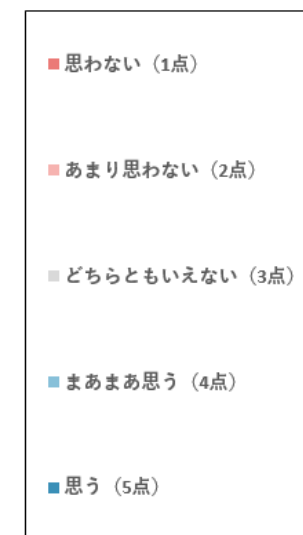 思わない（1点）
あまり思わない（2点）
どちらともいえない（3点）
まあまあ思う（4点）
思う（5点）